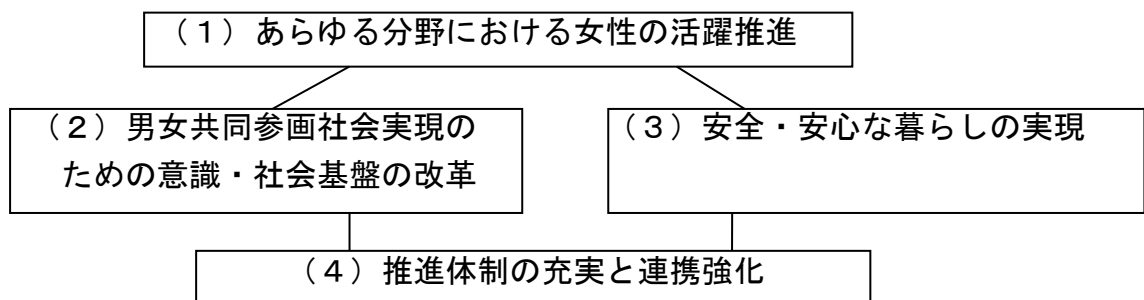 （１）あらゆる分野における女性の活躍推進
（２）男女共同参画社会実現の
ための意識・社会基盤の改革
（３）安全・安心な暮らしの実現
（４）推進体制の充実と連携強化